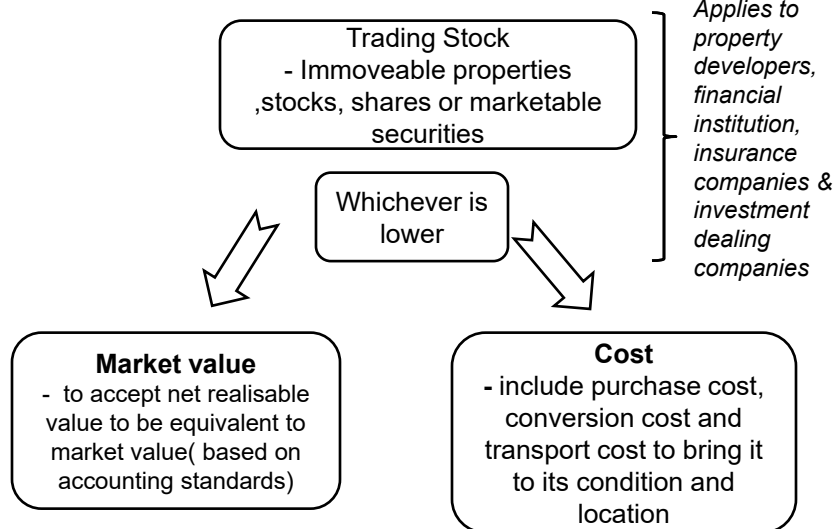 Trading Stock
- Immoveable properties
,stocks, shares or marketable
securities
Applies to
property
developers,
financial
institution,
insurance
companies &
investment
dealing
companies
Whichever is
lower
Market value
- to accept net realisable
value to be equivalent to
market value( based on
accounting standards)
Cost
- include purchase cost,
conversion cost and
transport cost to bring it
to its condition and
location